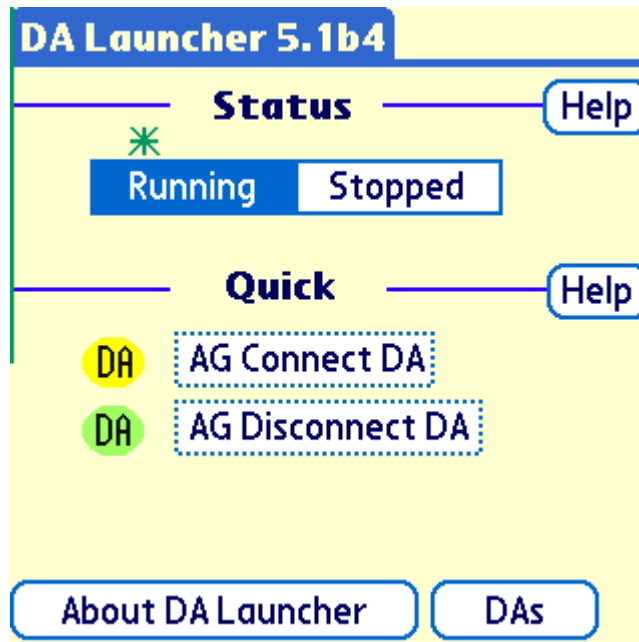 DA Launcher 5.1b4
Status Help
Running Stopped
Quick Help
DA AG Connect DA
DA AG Disconnect DA
About DA Launcher DAs